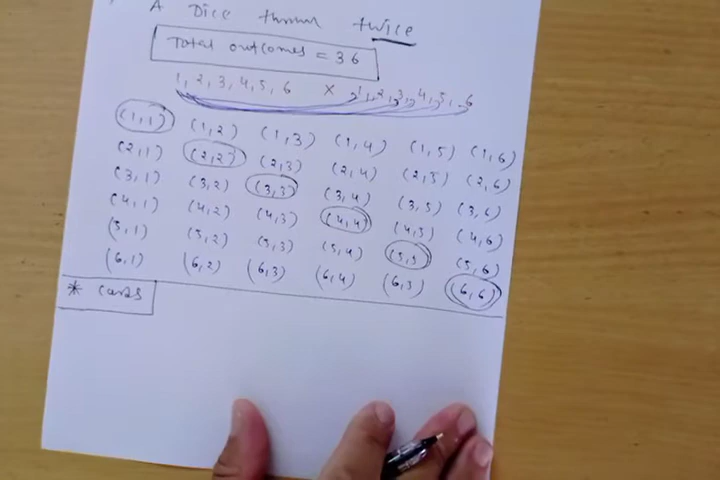 A Dice thrown twice
Total outcomes = 36
1, 2, 3, 4, 5, 6 × 1, 2, 3, 4, 5, 6
(1,1) (1,2) (1,3) (1,4) (1,5) (1,6)
(2,1) (2,2) (2,3) (2,4) (2,5) (2,6)
(3,1) (3,2) (3,3) (3,4) (3,5) (3,6)
(4,1) (4,2) (4,3) (4,4) (4,5) (4,6)
(5,1) (5,2) (5,3) (5,4) (5,5) (5,6)
(6,1) (6,2) (6,3) (6,4) (6,5) (6,6)
* Cards